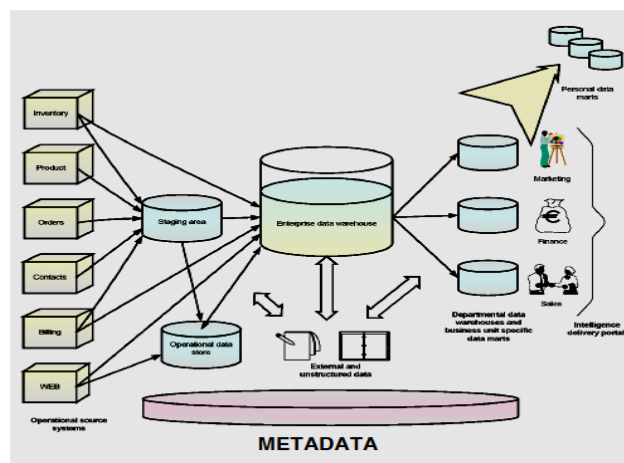 Personal data
marts
Inventory
Product
Orders
Contacts
Billing
WEB
Operational source
systems
Staging area
Operational data
store
Enterprise data warehouse
External and
unstructured data
Marketing
€
Finance
Sales
Departmental data
warehouses and
business unit specific
data marts
Intelligence
delivery portal
METADATA